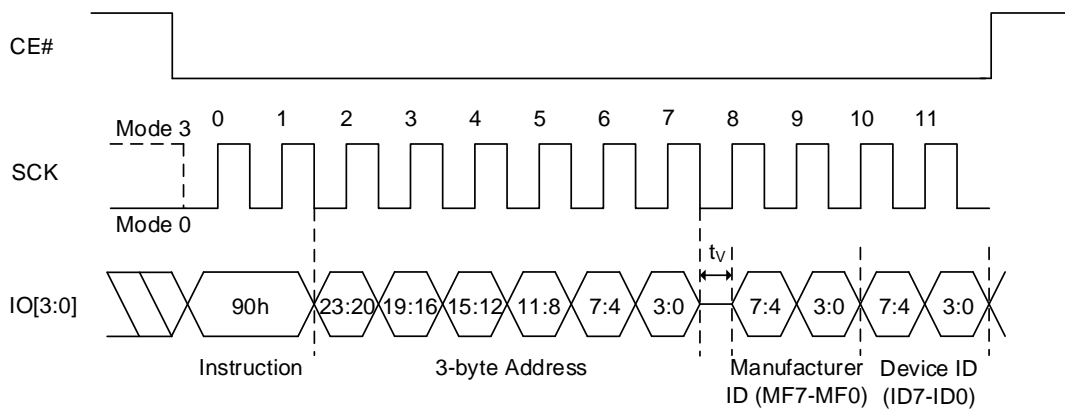 CE#
0 1 2 3 4 5 6 7 8 9 10 11
Mode 3
SCK
Mode 0
tV
IO[3:0]
90h 23:20 19:16 15:12 11:8 7:4 3:0 7:4 3:0 7:4 3:0
Instruction 3-byte Address Manufacturer Device ID
ID (MF7-MF0) (ID7-ID0)